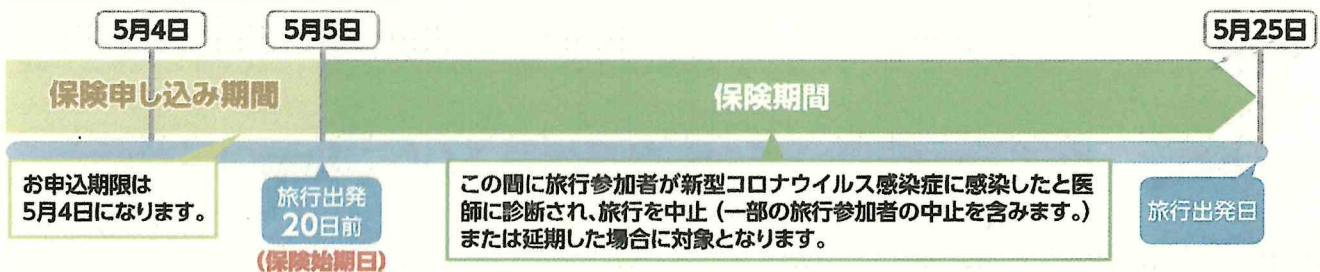 5月4日
5月5日
5月25日
保険申し込み期間
保険期間
お申込期限は
5月4日になります。
旅行出発
20日前
(保険始期日)
この間に旅行参加者が新型コロナウイルス感染症に感染したと医
師に診断され、旅行を中止(一部の旅行参加者の中止を含みます。)
または延期した場合に対象となります。
旅行出発日